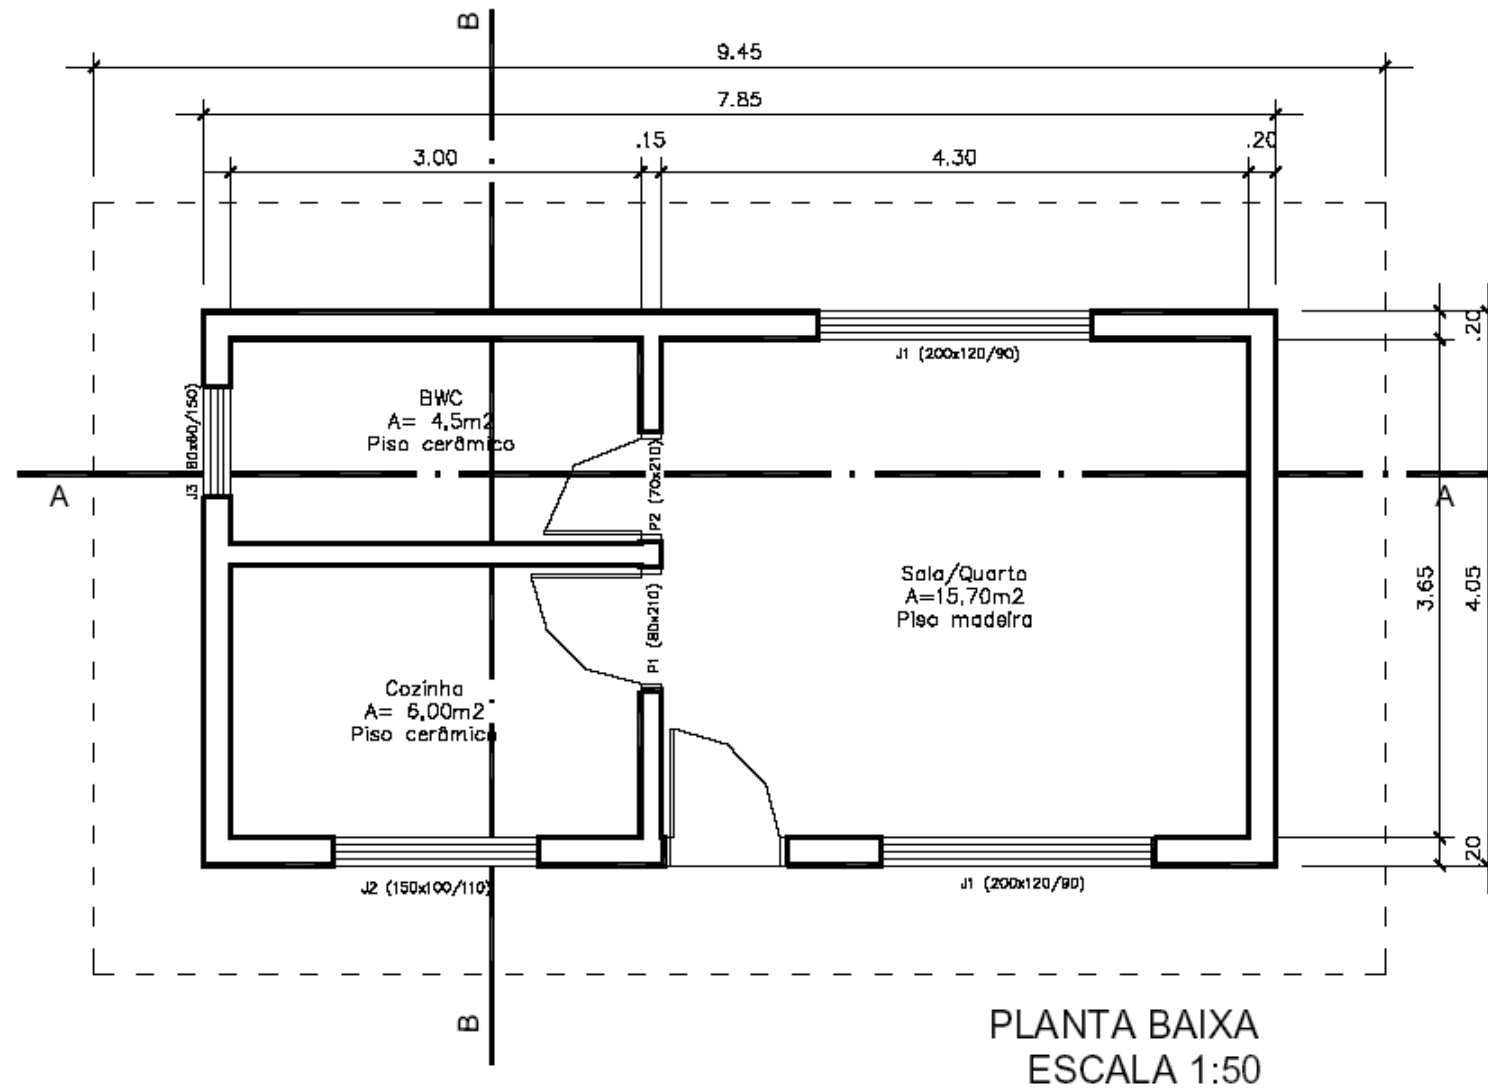 B
9.45
7.85
.15
.20
3.00
4.30
.20
J1 (200x120/90)
BWC
A= 4,5m2
Piso cerâmico
J3 80x60/150)
P2 (70x210)
A
A
Sala/Quarto
A=15,70m2
Piso madeira
3.65
4.05
P1 (80x210)
Cozinha
A= 6,00m2
Piso cerâmica
.20
J2 (150x100/110)
J1 (200x120/90)
B
PLANTA BAIXA
ESCALA 1:50